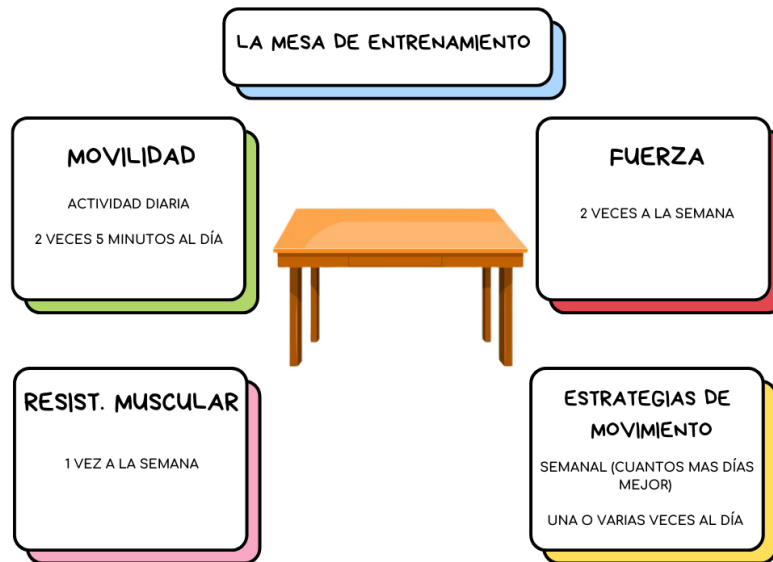 LA MESA DE ENTRENAMIENTO
MOVILIDAD
ACTIVIDAD DIARIA
2 VECES 5 MINUTOS AL DÍA
FUERZA
2 VECES A LA SEMANA
RESIST. MUSCULAR
1 VEZ A LA SEMANA
ESTRATEGIAS DE
MOVIMIENTO
SEMANAL (CUANTOS MAS DÍAS
MEJOR)
UNA O VARIAS VECES AL DÍA